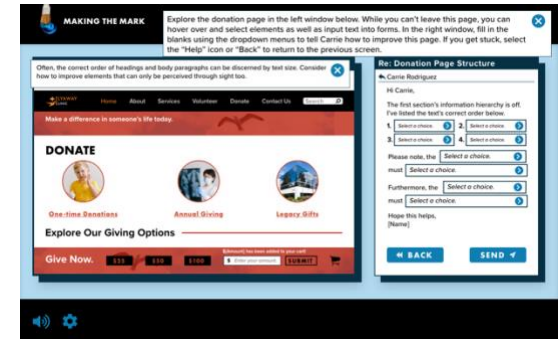 MAKING THE MARK
Explore the donation page in the left window below. While you can't leave this page, you can
hover over and select elements as well as input text into forms. In the right window, fill in the
blanks using the dropdown menus to tell Carrie how to improve this page. If you get stuck, select
the "Help" icon or "Back" to return to the previous screen.
Often, the correct order of headings and body paragraphs can be discerned by text size. Consider
how to improve elements that can only be perceived through sight too.
Home About Services Volunteer Donate Contact Us Search
Make a difference in someone's life today.
DONATE
One-time Donations Annual Giving Legacy Gifts
Explore Our Giving Options
Give Now. $25 $50 $100 $ Enter your amount SUBMIT
[Amount] has been added to your cart!
Re: Donation Page Structure
Carrie Rodriguez
Hi Carrie,
The first section's information hierarchy is off.
I've listed the text's correct order below.
1. Select a choice. 2. Select a choice.
3. Select a choice. 4. Select a choice.
Please note, the Select a choice.
must Select a choice.
Furthermore, the Select a choice.
must Select a choice.
Hope this helps,
[Name]
BACK SEND